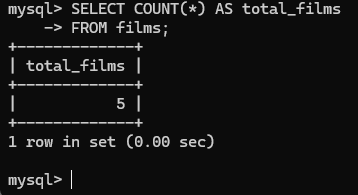 mysql> SELECT COUNT(*) AS total_films
    -> FROM films;
+-------------+
| total_films |
+-------------+
|           5 |
+-------------+
1 row in set (0.00 sec)
mysql>